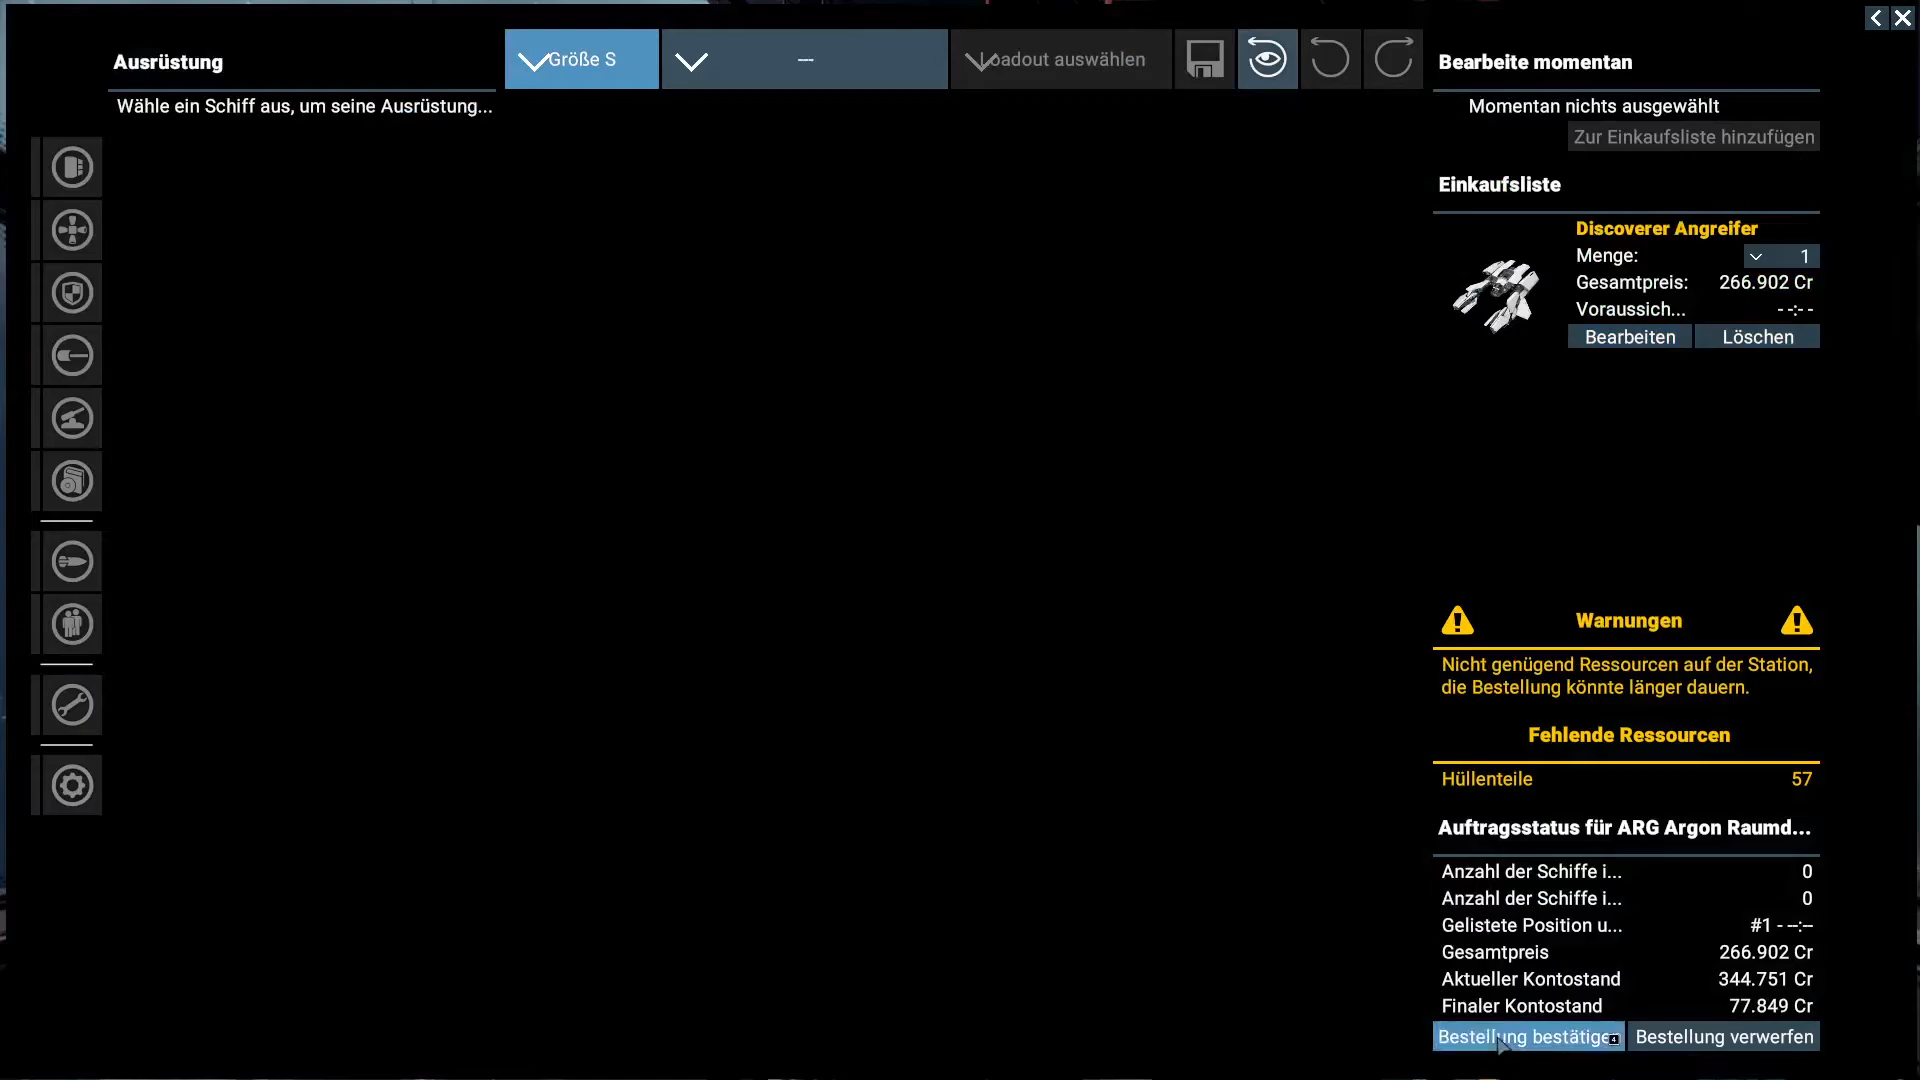 Ausrüstung
Größe S
---
Loadout auswählen
Bearbeite momentan
Wähle ein Schiff aus, um seine Ausrüstung...
Momentan nichts ausgewählt
Zur Einkaufsliste hinzufügen
Einkaufsliste
Discoverer Angreifer
Menge: 1
Gesamtpreis: 266.902 Cr
Voraussich... --:--
Bearbeiten Löschen
Warnungen
Nicht genügend Ressourcen auf der Station,
die Bestellung könnte länger dauern.
Fehlende Ressourcen
Hüllenteile 57
Auftragsstatus für ARG Argon Raumd...
Anzahl der Schiffe i... 0
Anzahl der Schiffe i... 0
Gelistete Position u... #1 - --:--
Gesamtpreis 266.902 Cr
Aktueller Kontostand 344.751 Cr
Finaler Kontostand 77.849 Cr
Bestellung bestätigen Bestellung verwerfen